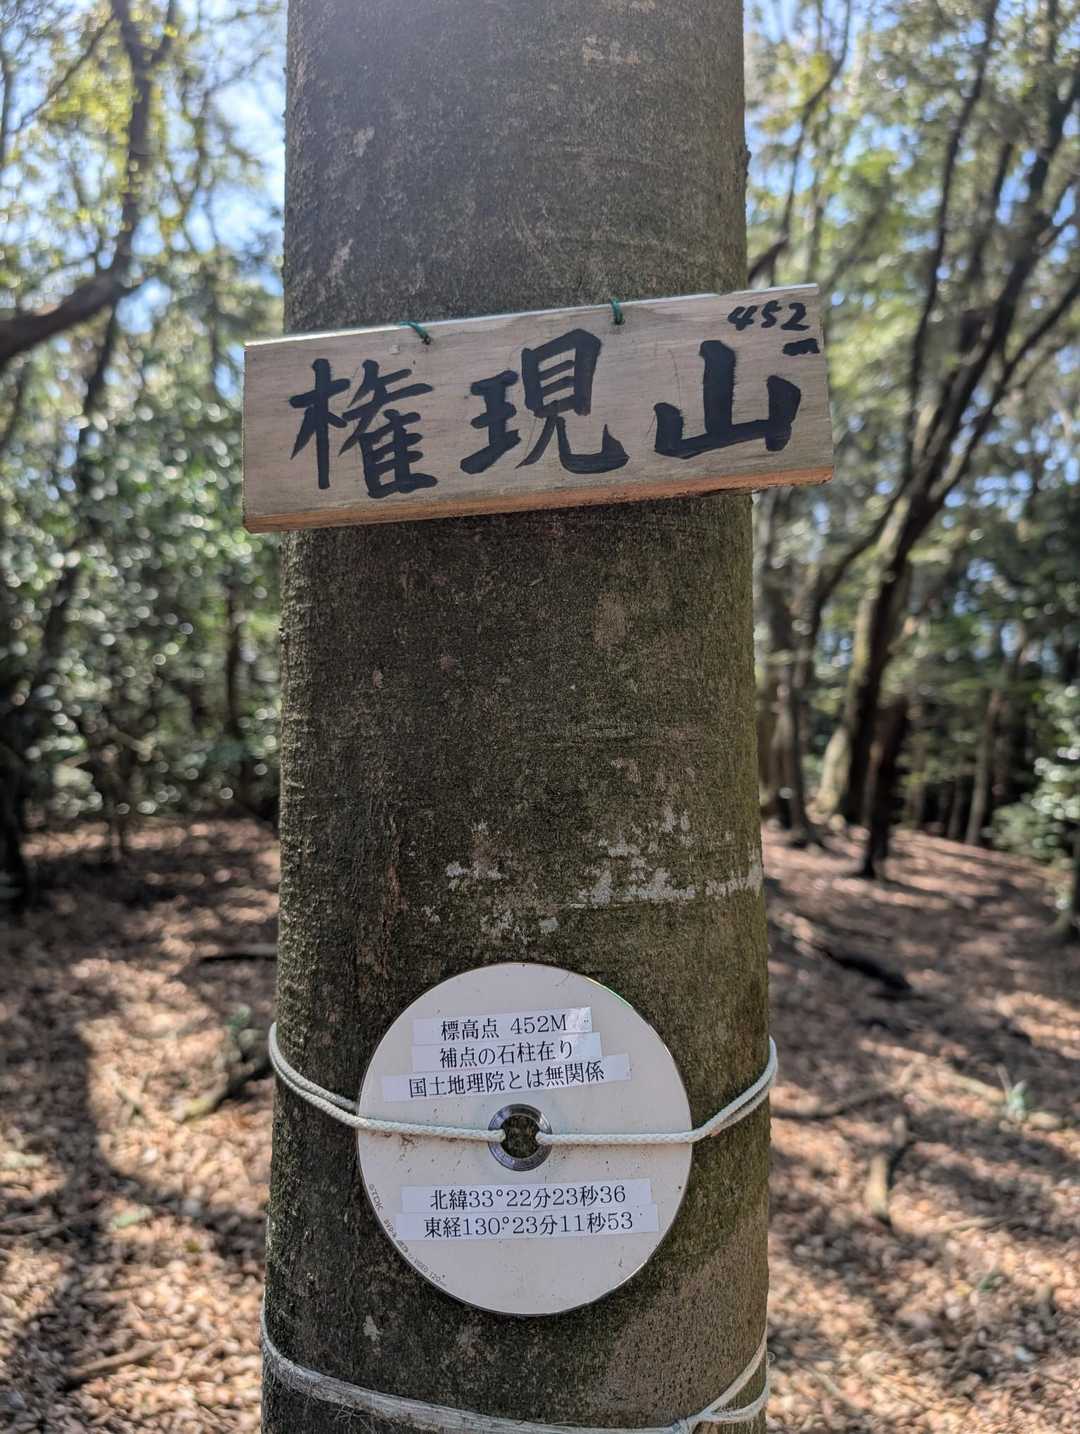 権現山
452m
標高点 452M
補点の石柱在り
国土地理院とは無関係
北緯33°22分23秒36
東経130°23分11秒53